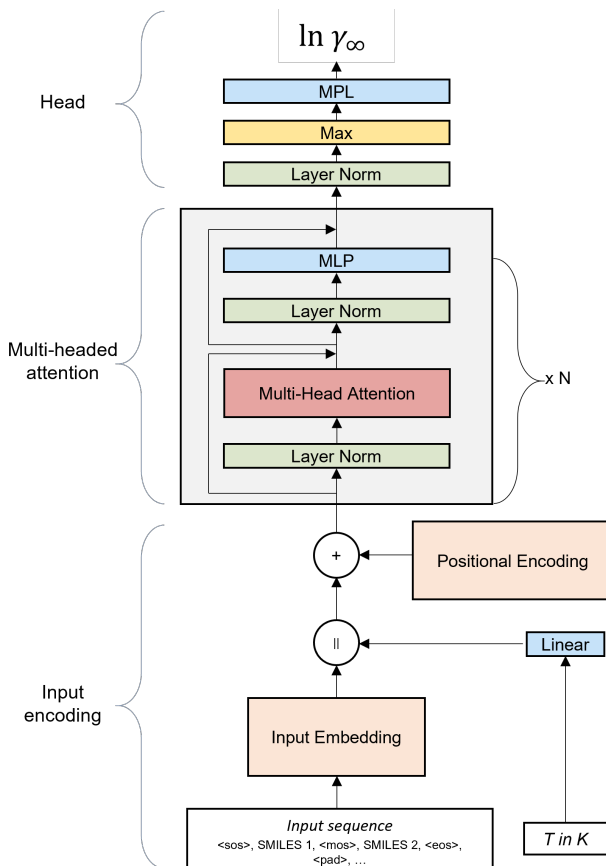 ln γ∞
Head
MPL
Max
Layer Norm
MLP
Layer Norm
Multi-headed
attention
x N
Multi-Head Attention
Layer Norm
+
Positional Encoding
||
Linear
Input
encoding
Input Embedding
Input sequence
<sos>, SMILES 1, <mos>, SMILES 2, <eos>,
<pad>, ...
T in K